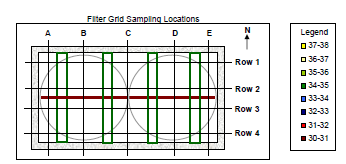 Filter Grid Sampling Locations
A B C D E N
Row 1
Row 2
Row 3
Row 4
Legend
37-38
36-37
35-36
34-35
33-34
32-33
31-32
30-31